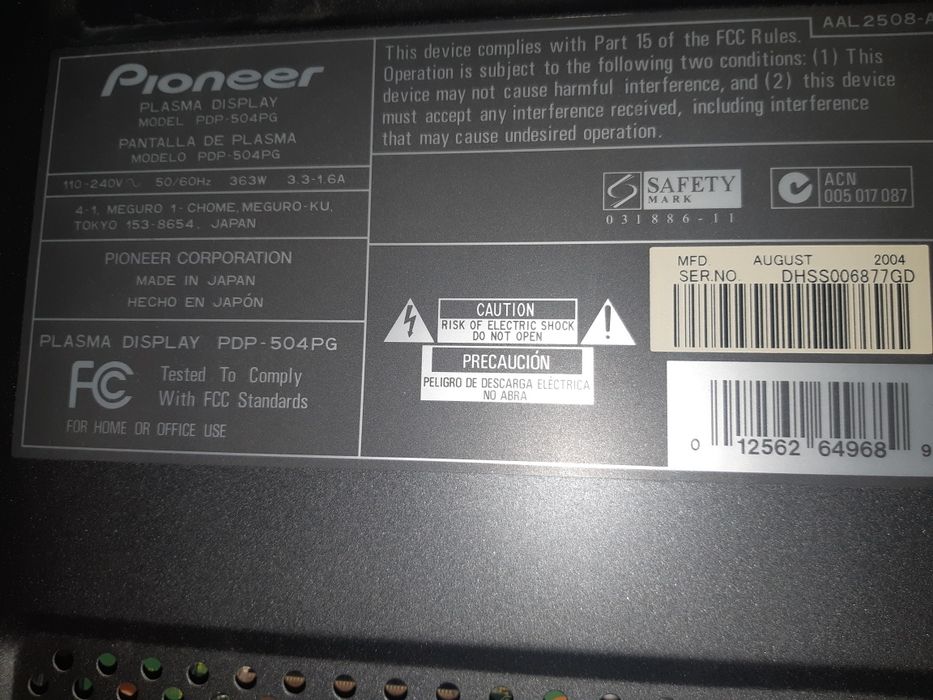 Pioneer
PLASMA DISPLAY
MODEL PDP-504PG
PANTALLA DE PLASMA
MODELO PDP-504PG
110-240V~ 50/60Hz 363W 3.3-1.6A
4-1, MEGURO 1-CHOME, MEGURO-KU,
TOKYO 153-8654, JAPAN
PIONEER CORPORATION
MADE IN JAPAN
HECHO EN JAPÓN
PLASMA DISPLAY PDP-504PG
FC Tested To Comply
With FCC Standards
FOR HOME OR OFFICE USE
AAL2508-A
This device complies with Part 15 of the FCC Rules.
Operation is subject to the following two conditions: (1) This
device may not cause harmful interference, and (2) this device
must accept any interference received, including interference
that may cause undesired operation.
SAFETY
MARK
031886-11
ACN
005 017 087
MFD. AUGUST 2004
SER.NO. DHSS006877GD
CAUTION
RISK OF ELECTRIC SHOCK
DO NOT OPEN
PRECAUCIÓN
PELIGRO DE DESCARGA ELÉCTRICA
NO ABRA
0 12562 64968 9